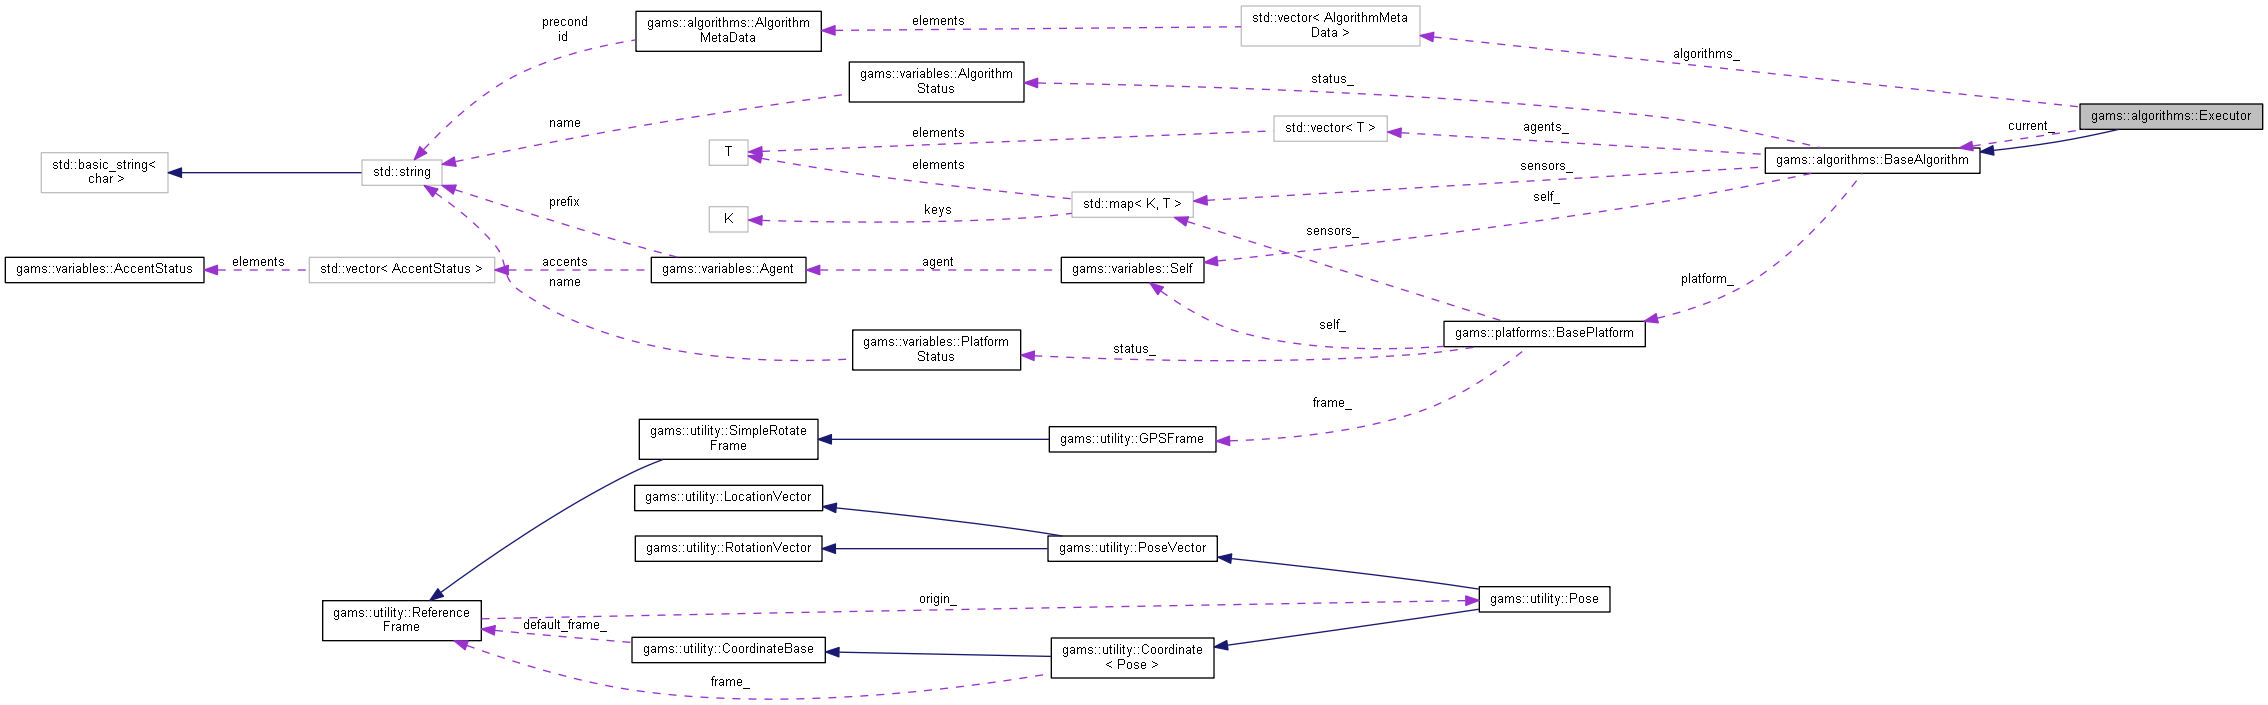 precond
id
gams::algorithms::Algorithm
MetaData
elements
std::vector< AlgorithmMeta
Data >
algorithms_
gams::variables::Algorithm
Status
status_
gams::algorithms::Executor
current_
name
T
elements
std::vector< T >
agents_
gams::algorithms::BaseAlgorithm
std::basic_string<
char >
std::string
elements
sensors_
prefix
K
keys
std::map< K, T >
self_
sensors_
gams::variables::AccentStatus
elements
std::vector< AccentStatus >
accents
name
gams::variables::Agent
agent
gams::variables::Self
platform_
self_
gams::platforms::BasePlatform
gams::variables::Platform
Status
status_
frame_
gams::utility::SimpleRotate
Frame
gams::utility::GPSFrame
gams::utility::LocationVector
gams::utility::RotationVector
gams::utility::PoseVector
gams::utility::Reference
Frame
origin_
gams::utility::Pose
default_frame_
gams::utility::CoordinateBase
gams::utility::Coordinate
< Pose >
frame_